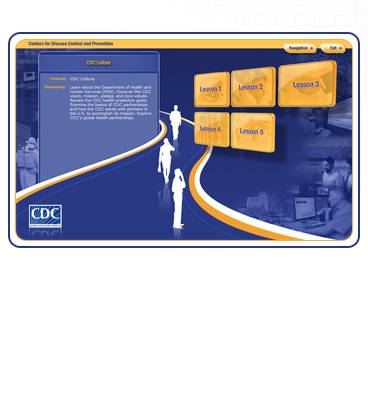 Centers for Disease Control and Prevention
Navigation
Exit
CDC Culture
Course: CDC Culture
Summary: Learn about the Department of Health and
Human Services (HHS). Discover the CDC
vision, mission, pledge, and core values.
Review the CDC health protection goals.
Examine the basics of CDC partnerships
and how the CDC works with partners in
the U.S. to accomplish its mission. Explore
CDC's global health partnerships.
Lesson 1
Lesson 2
Lesson 3
Lesson 4
Lesson 5
CDC